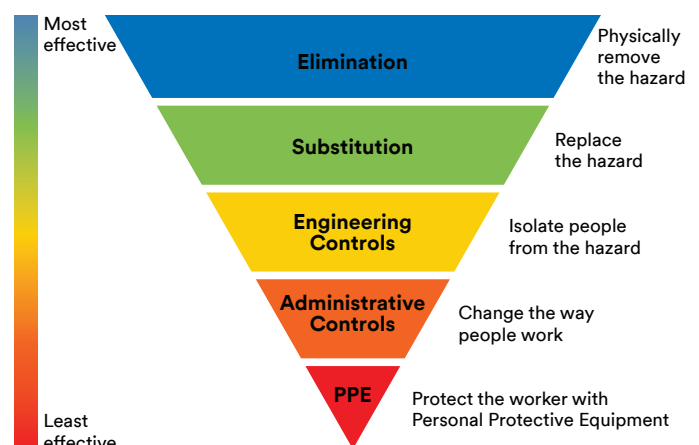 Most
effective
Elimination
Physically
remove
the hazard
Substitution
Replace
the hazard
Engineering
Controls
Isolate people
from the hazard
Administrative
Controls
Change the way
people work
PPE
Protect the worker with
Personal Protective Equipment
Least
effective